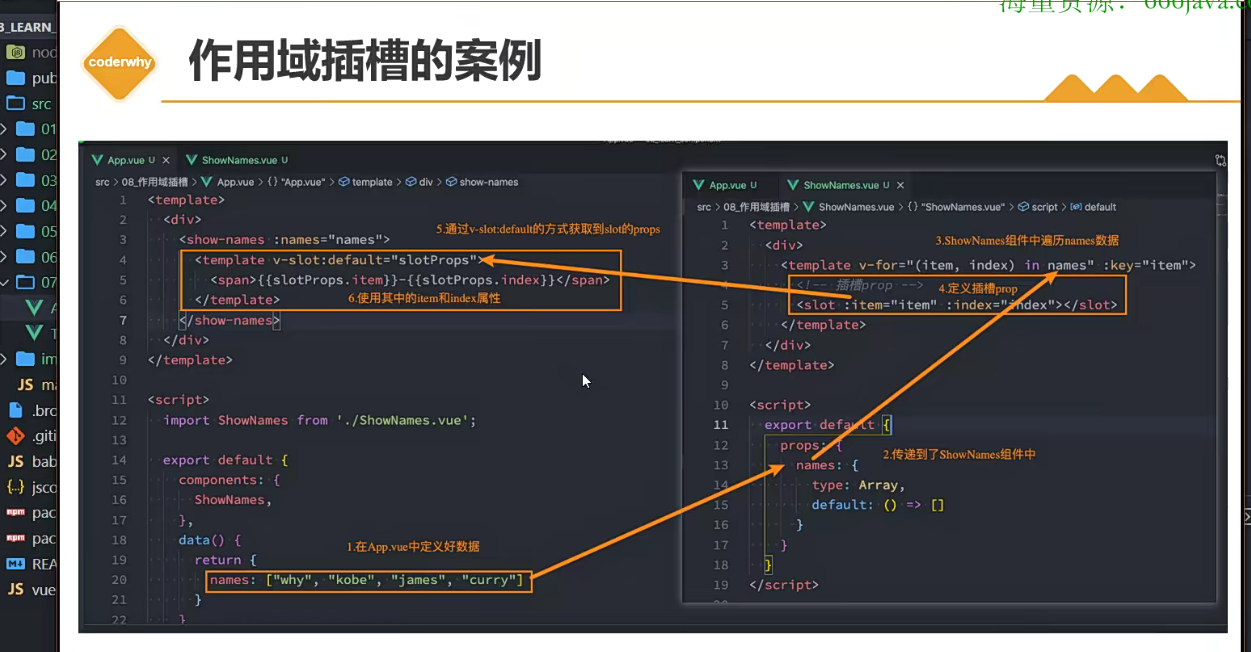 海量资源：666java.co
3_LEARN_
nod
pub
src
01
02
03
04
05
06
07
im
JS ma
.bro
.giti
JS bab
jsco
pac
pac
REA
JS vue
coderwhy
作用域插槽的案例
App.vue U × ShowNames.vue U
src > 08_作用域插槽 > App.vue > {} "App.vue" > template > div > show-names
1 <template>
2 <div>
5.通过v-slot:default的方式获取到slot的props
3 <show-names :names="names">
4 <template v-slot:default="slotProps">
5 <span>{{slotProps.item}}-{{slotProps.index}}</span>
6 </template>
6.使用其中的item和index属性
7 </show-names>
8 </div>
9 </template>
10
11 <script>
12 import ShowNames from './ShowNames.vue';
13
14 export default {
15 components: {
16 ShowNames,
17 },
18 data() {
1.在App.vue中定义好数据
19 return {
20 names: ["why", "kobe", "james", "curry"]
21 }
22 }
App.vue U ShowNames.vue U ×
src > 08_作用域插槽 > ShowNames.vue > {} "ShowNames.vue" > script > default
1 <template>
2 <div>
3.ShowNames组件中遍历names数据
3 <template v-for="(item, index) in names" :key="item">
4 <!-- 插槽prop -->
4.定义插槽prop
5 <slot :item="item" :index="index"></slot>
6 </template>
7 </div>
8 </template>
9
10 <script>
11 export default {
12 props: {
2.传递到了ShowNames组件中
13 names: {
14 type: Array,
15 default: () => []
16 }
17 }
18 }
19 </script>